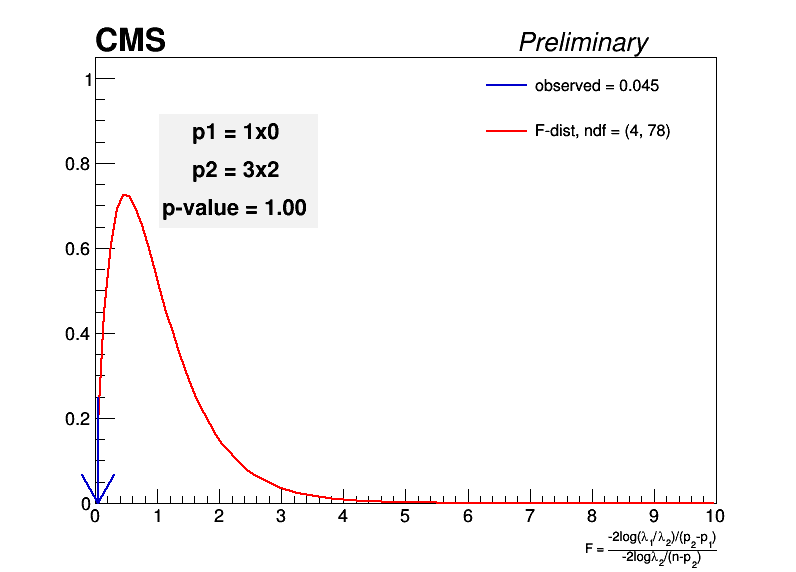 CMS
Preliminary
observed = 0.045
F-dist, ndf = (4, 78)
p1 = 1x0
p2 = 3x2
p-value = 1.00
1
0.8
0.6
0.4
0.2
0
0 1 2 3 4 5 6 7 8 9 10
F = -2log(λ1/λ2)/(p2-p1)
-2logλ2/(n-p2)